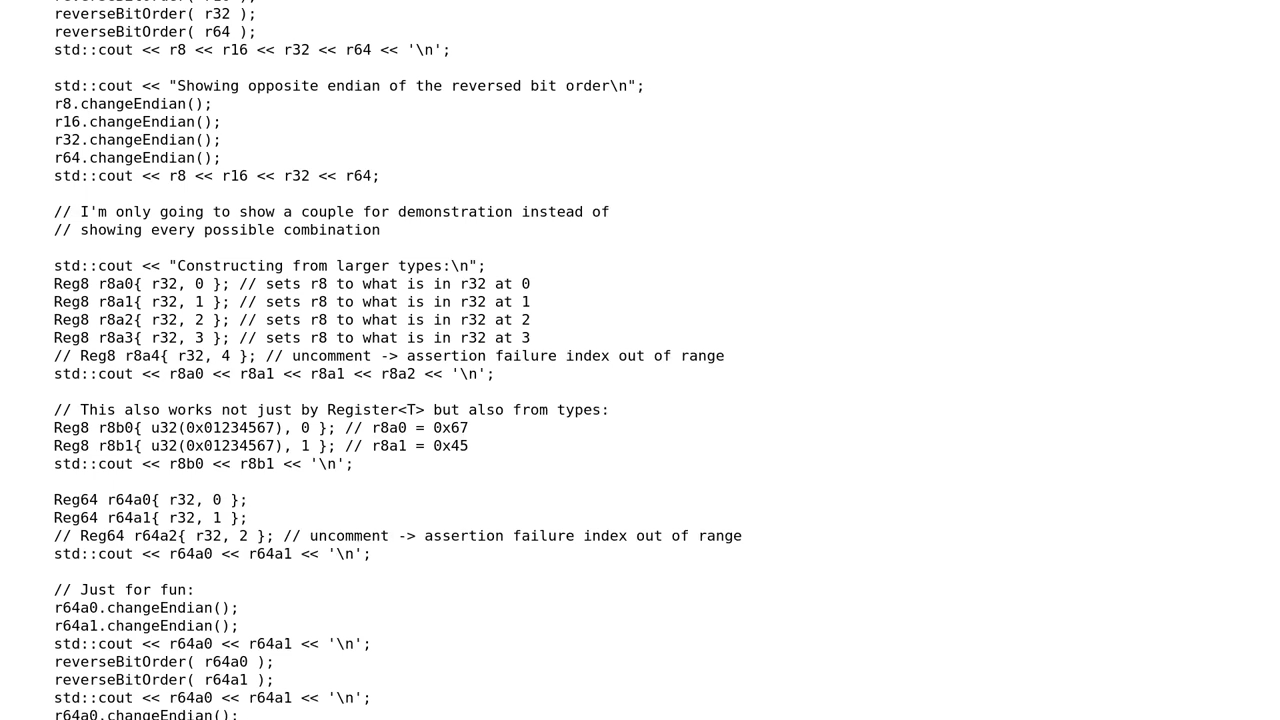 reverseBitOrder( r16 );
reverseBitOrder( r32 );
reverseBitOrder( r64 );
std::cout << r8 << r16 << r32 << r64 << '\n';
std::cout << "Showing opposite endian of the reversed bit order\n";
r8.changeEndian();
r16.changeEndian();
r32.changeEndian();
r64.changeEndian();
std::cout << r8 << r16 << r32 << r64;
// I'm only going to show a couple for demonstration instead of
// showing every possible combination
std::cout << "Constructing from larger types:\n";
Reg8 r8a0{ r32, 0 }; // sets r8 to what is in r32 at 0
Reg8 r8a1{ r32, 1 }; // sets r8 to what is in r32 at 1
Reg8 r8a2{ r32, 2 }; // sets r8 to what is in r32 at 2
Reg8 r8a3{ r32, 3 }; // sets r8 to what is in r32 at 3
// Reg8 r8a4{ r32, 4 }; // uncomment -> assertion failure index out of range
std::cout << r8a0 << r8a1 << r8a1 << r8a2 << '\n';
// This also works not just by Register<T> but also from types:
Reg8 r8b0{ u32(0x01234567), 0 }; // r8a0 = 0x67
Reg8 r8b1{ u32(0x01234567), 1 }; // r8a1 = 0x45
std::cout << r8b0 << r8b1 << '\n';
Reg64 r64a0{ r32, 0 };
Reg64 r64a1{ r32, 1 };
// Reg64 r64a2{ r32, 2 }; // uncomment -> assertion failure index out of range
std::cout << r64a0 << r64a1 << '\n';
// Just for fun:
r64a0.changeEndian();
r64a1.changeEndian();
std::cout << r64a0 << r64a1 << '\n';
reverseBitOrder( r64a0 );
reverseBitOrder( r64a1 );
std::cout << r64a0 << r64a1 << '\n';
r64a0.changeEndian();